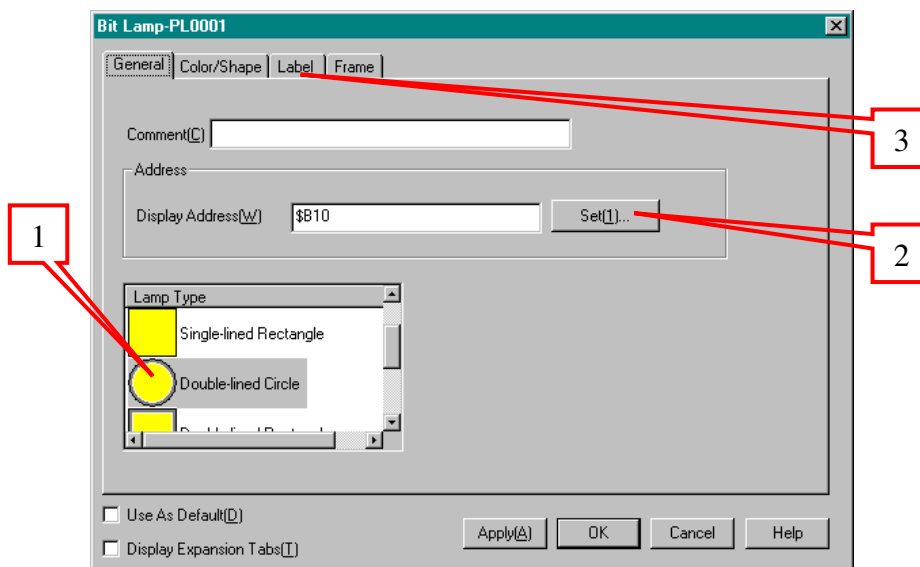 Bit Lamp-PL0001
General Color/Shape Label Frame
3
Comment(C)
Address
Display Address(W) $B10 Set(1)...
1
2
Lamp Type
Single-lined Rectangle
Double-lined Circle
Use As Default(D)
Apply(A) OK Cancel Help
Display Expansion Tabs(T)